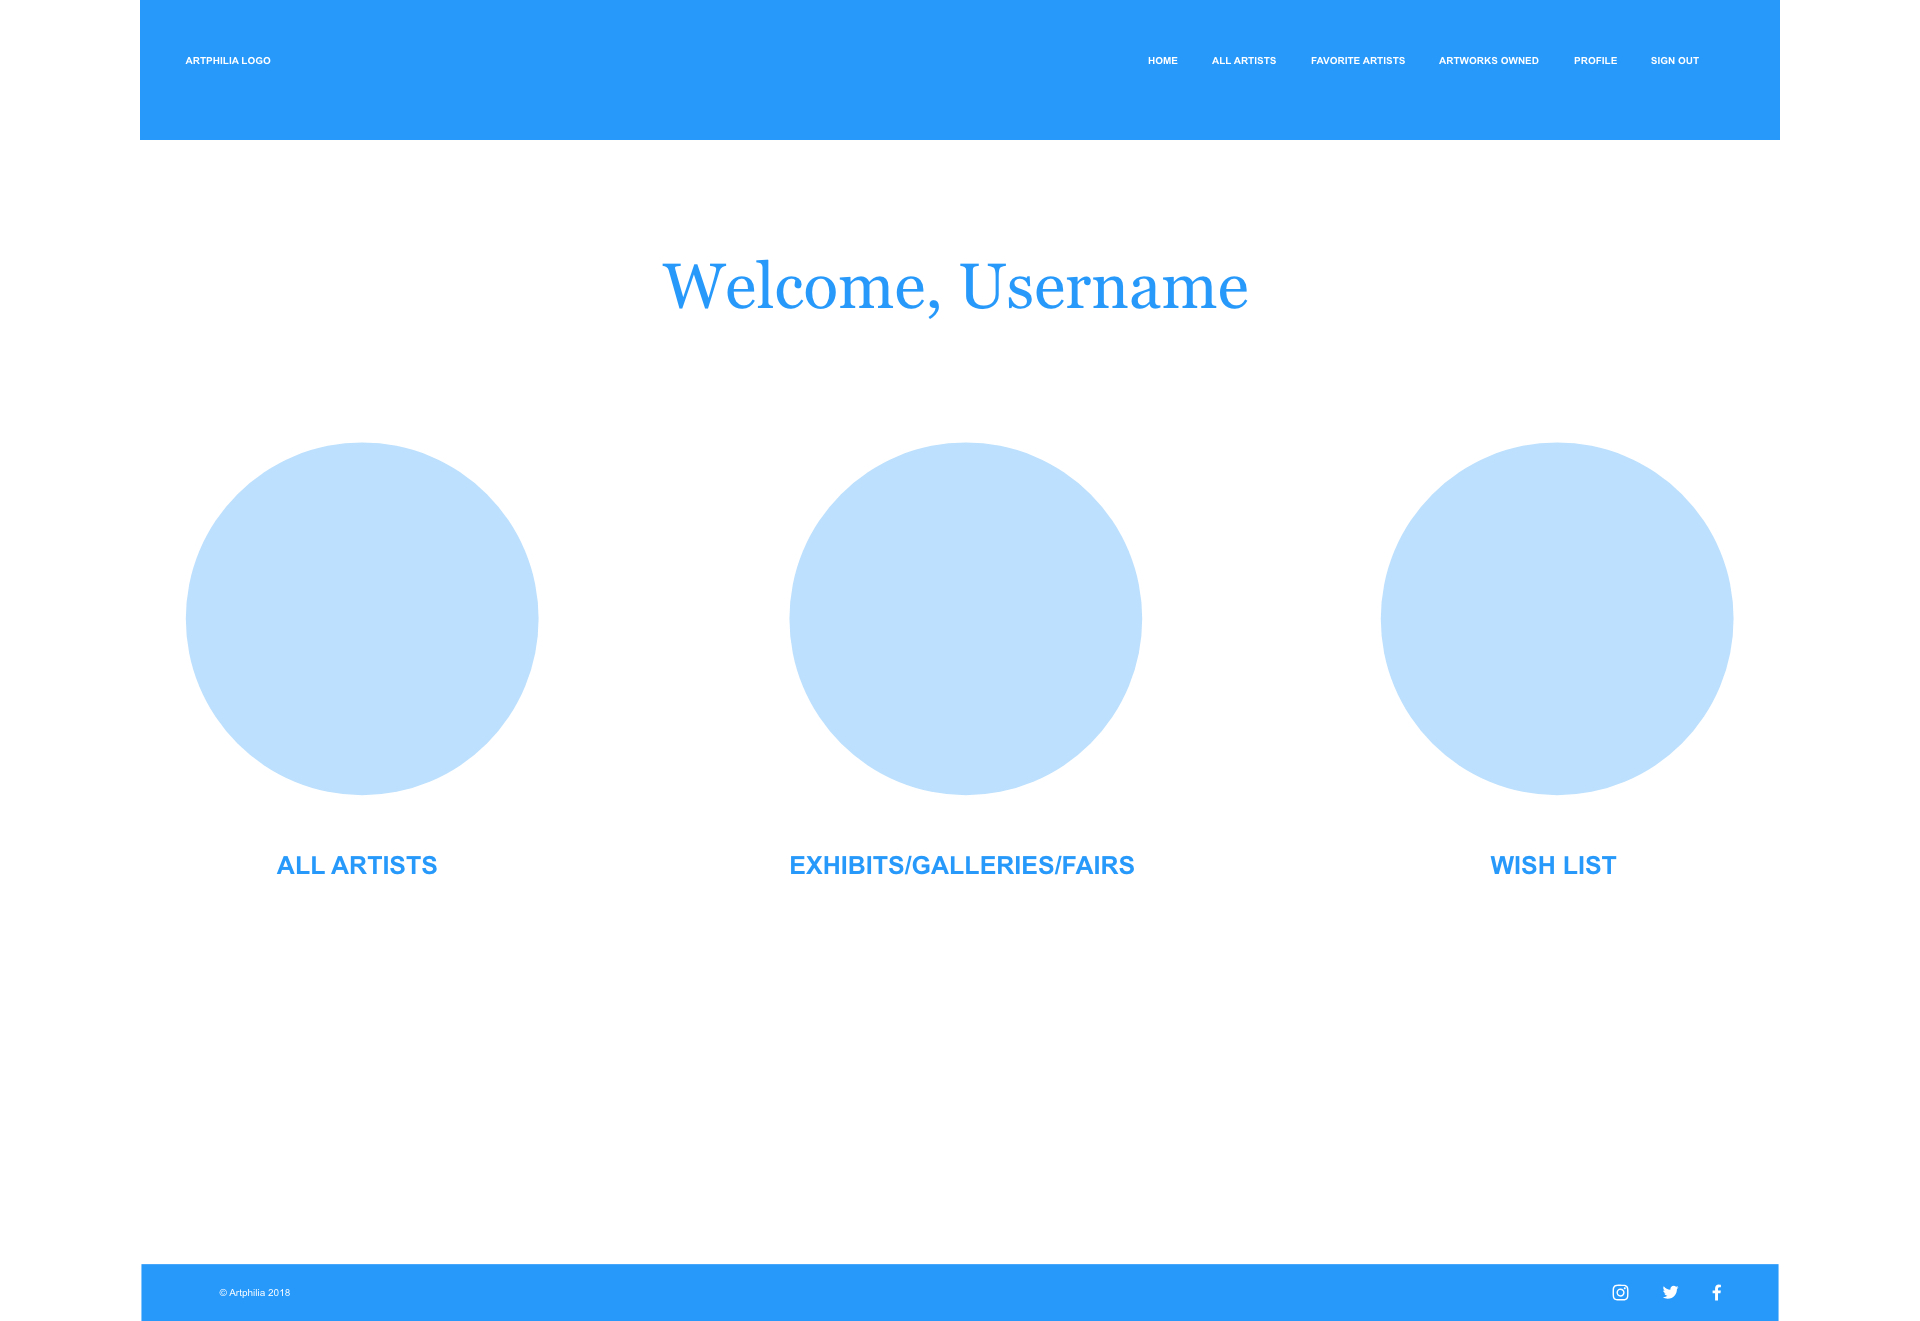 ARTPHILIA LOGO HOME ALL ARTISTS FAVORITE ARTISTS ARTWORKS OWNED PROFILE SIGN OUT
Welcome, Username
ALL ARTISTS EXHIBITS/GALLERIES/FAIRS WISH LIST
© Artphilia 2018